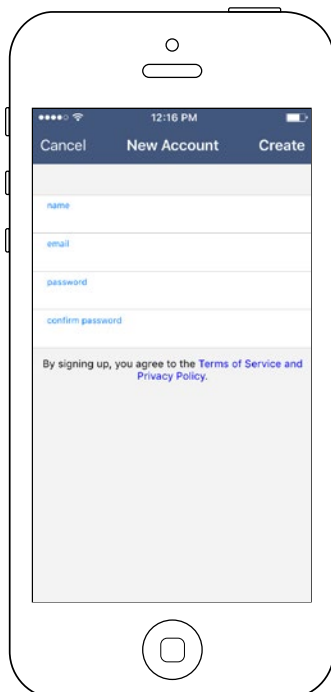 12:16 PM
Cancel New Account Create
name
email
password
confirm password
By signing up, you agree to the Terms of Service and
Privacy Policy.